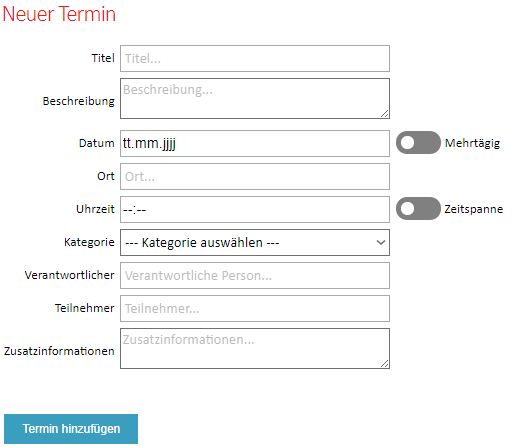 Neuer Termin
Titel Titel...
Beschreibung Beschreibung...
Datum tt.mm.jjjj Mehrtägig
Ort Ort...
Uhrzeit --:-- Zeitspanne
Kategorie --- Kategorie auswählen ---
Verantwortlicher Verantwortliche Person...
Teilnehmer Teilnehmer...
Zusatzinformationen Zusatzinformationen...
Termin hinzufügen